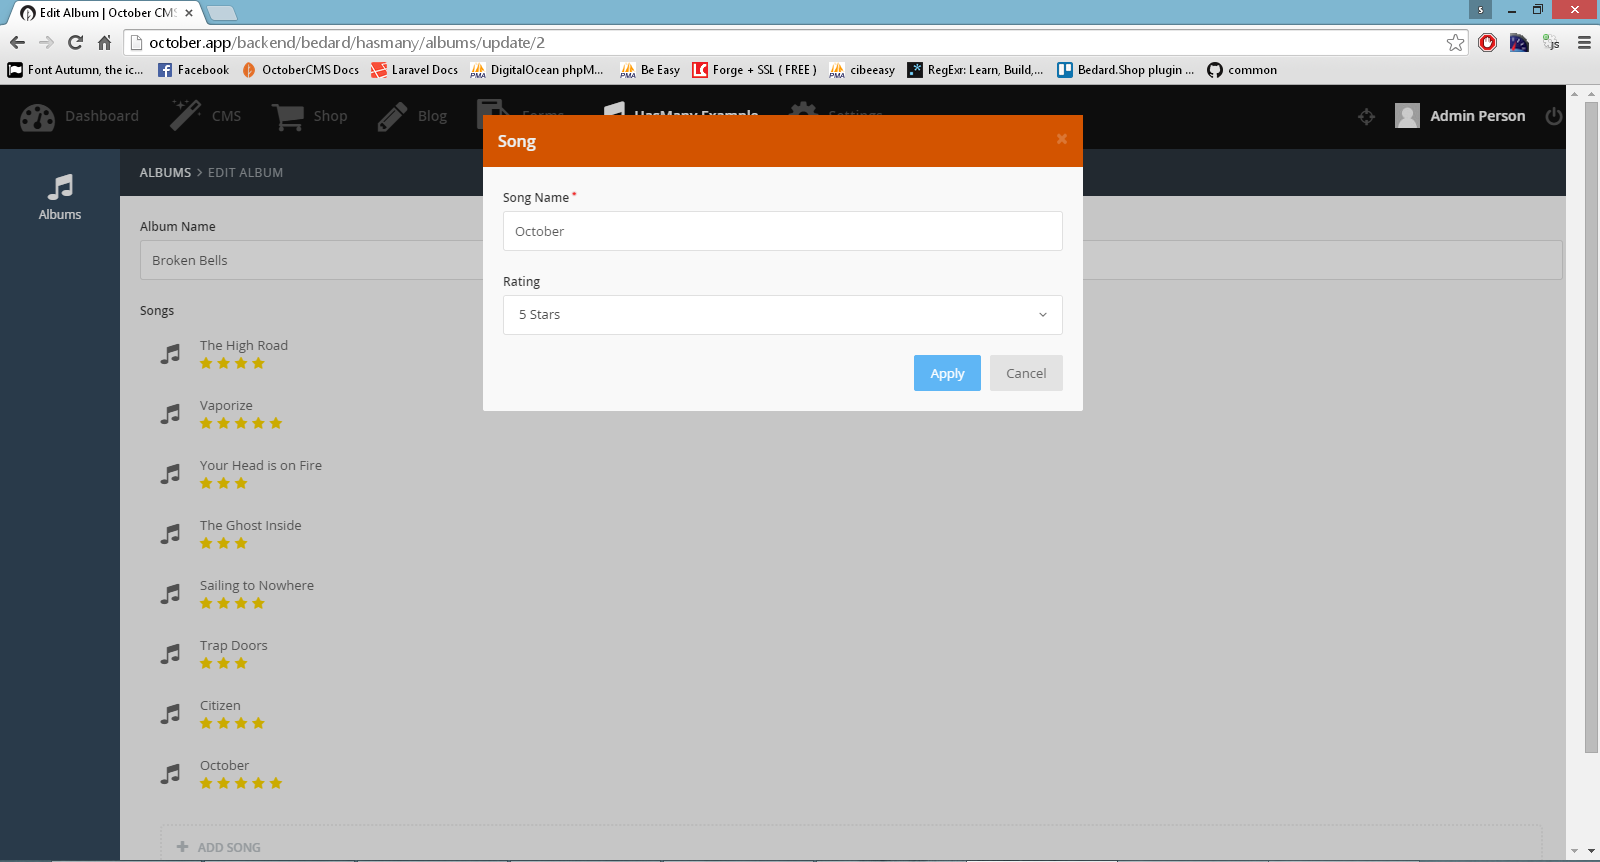 Edit Album | October CMS
s
october.app/backend/bedard/hasmany/albums/update/2
Font Autumn, the ic... Facebook OctoberCMS Docs Laravel Docs DigitalOcean phpM... Be Easy Forge + SSL ( FREE ) cibeeasy RegExr: Learn, Build,... Bedard.Shop plugin ... common
Dashboard CMS Shop Blog Forms HasMany Example Settings Admin Person
Albums
ALBUMS > EDIT ALBUM
Album Name
Broken Bells
Songs
The High Road
Vaporize
Your Head is on Fire
The Ghost Inside
Sailing to Nowhere
Trap Doors
Citizen
October
+ ADD SONG
Song
Song Name *
October
Rating
5 Stars
Apply Cancel